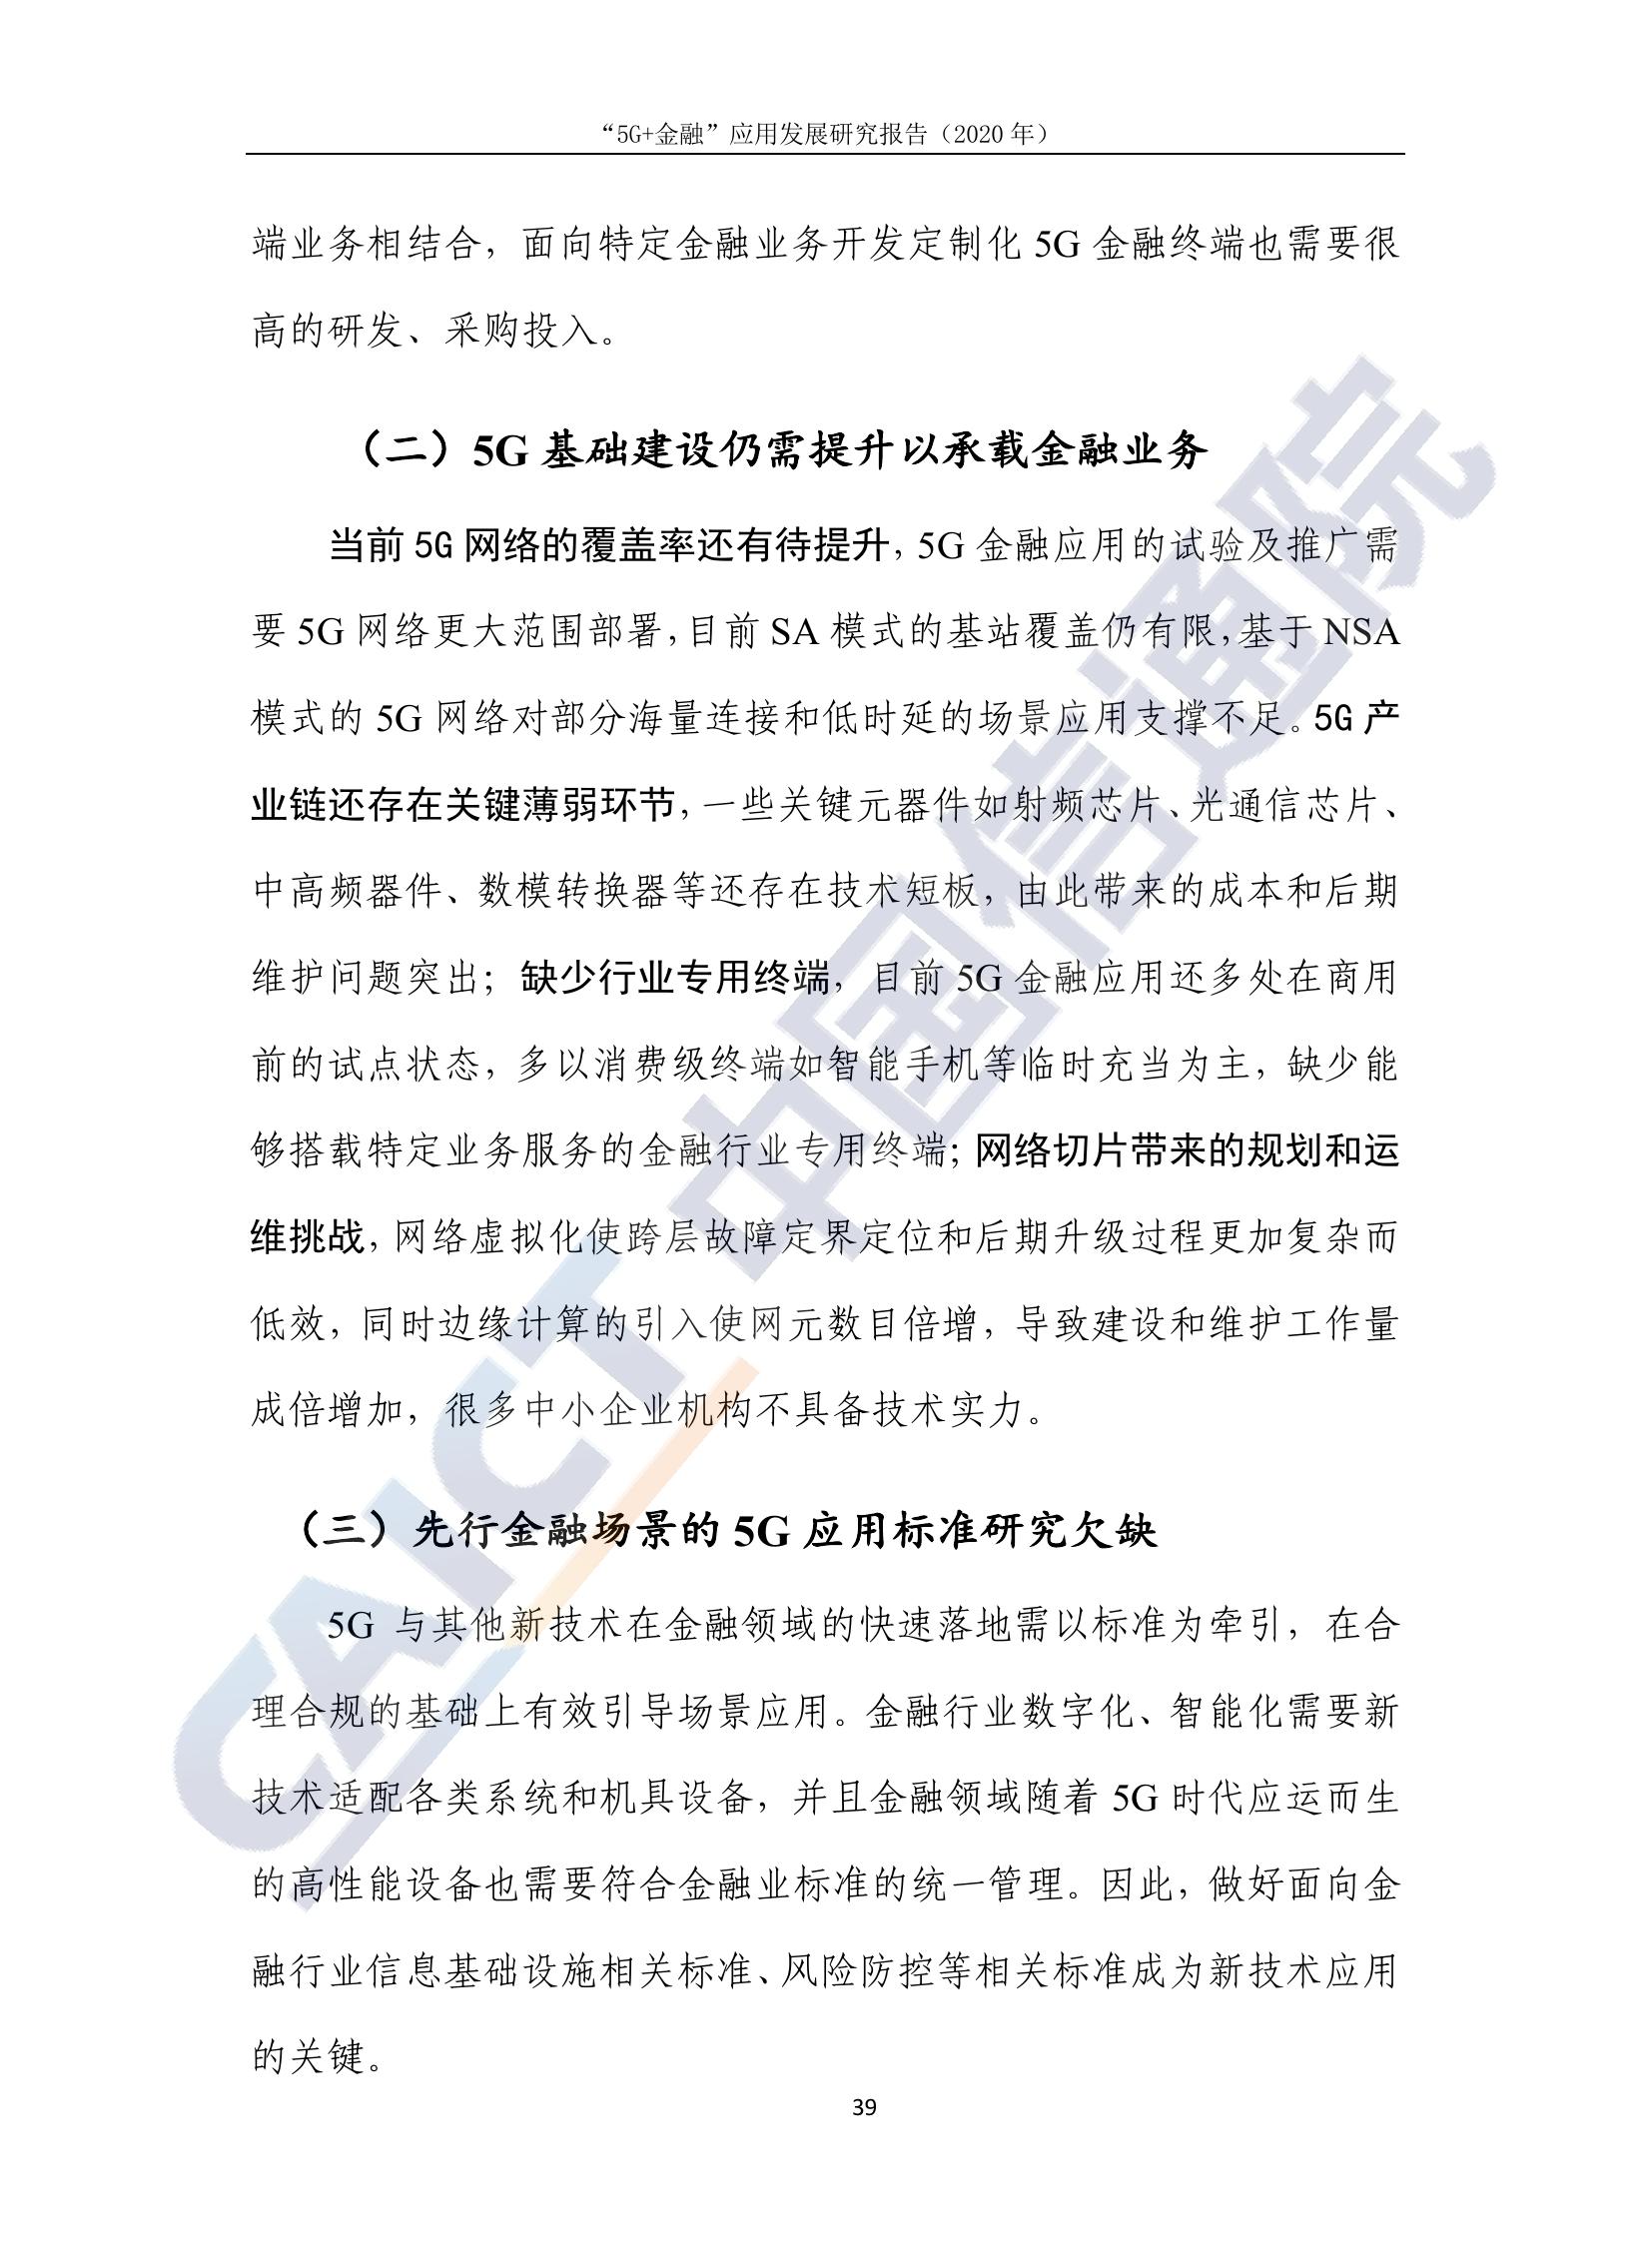 “5G+金融”应用发展研究报告（2020 年）
端业务相结合，面向特定金融业务开发定制化 5G 金融终端也需要很
高的研发、采购投入。
（二）5G 基础建设仍需提升以承载金融业务
当前 5G 网络的覆盖率还有待提升，5G 金融应用的试验及推广需
要 5G 网络更大范围部署，目前 SA 模式的基站覆盖仍有限，基于 NSA
模式的 5G 网络对部分海量连接和低时延的场景应用支撑不足。5G 产
业链还存在关键薄弱环节，一些关键元器件如射频芯片、光通信芯片、
中高频器件、数模转换器等还存在技术短板，由此带来的成本和后期
维护问题突出；缺少行业专用终端，目前 5G 金融应用还多处在商用
前的试点状态，多以消费级终端如智能手机等临时充当为主，缺少能
够搭载特定业务服务的金融行业专用终端；网络切片带来的规划和运
维挑战，网络虚拟化使跨层故障定界定位和后期升级过程更加复杂而
低效，同时边缘计算的引入使网元数目倍增，导致建设和维护工作量
成倍增加，很多中小企业机构不具备技术实力。
（三）先行金融场景的 5G 应用标准研究欠缺
5G 与其他新技术在金融领域的快速落地需以标准为牵引，在合
理合规的基础上有效引导场景应用。金融行业数字化、智能化需要新
技术适配各类系统和机具设备，并且金融领域随着 5G 时代应运而生
的高性能设备也需要符合金融业标准的统一管理。因此，做好面向金
融行业信息基础设施相关标准、风险防控等相关标准成为新技术应用
的关键。
39
CAICT 中国信通院